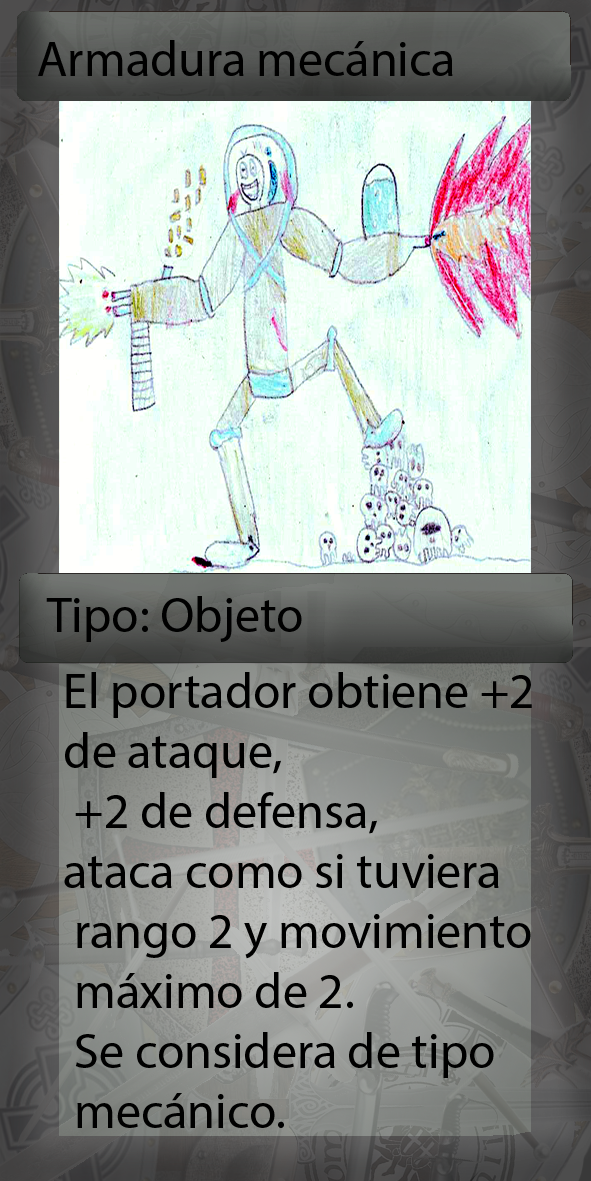 Armadura mecánica
Tipo: Objeto
El portador obtiene +2
de ataque,
+2 de defensa,
ataca como si tuviera
rango 2 y movimiento
máximo de 2.
Se considera de tipo
mecánico.